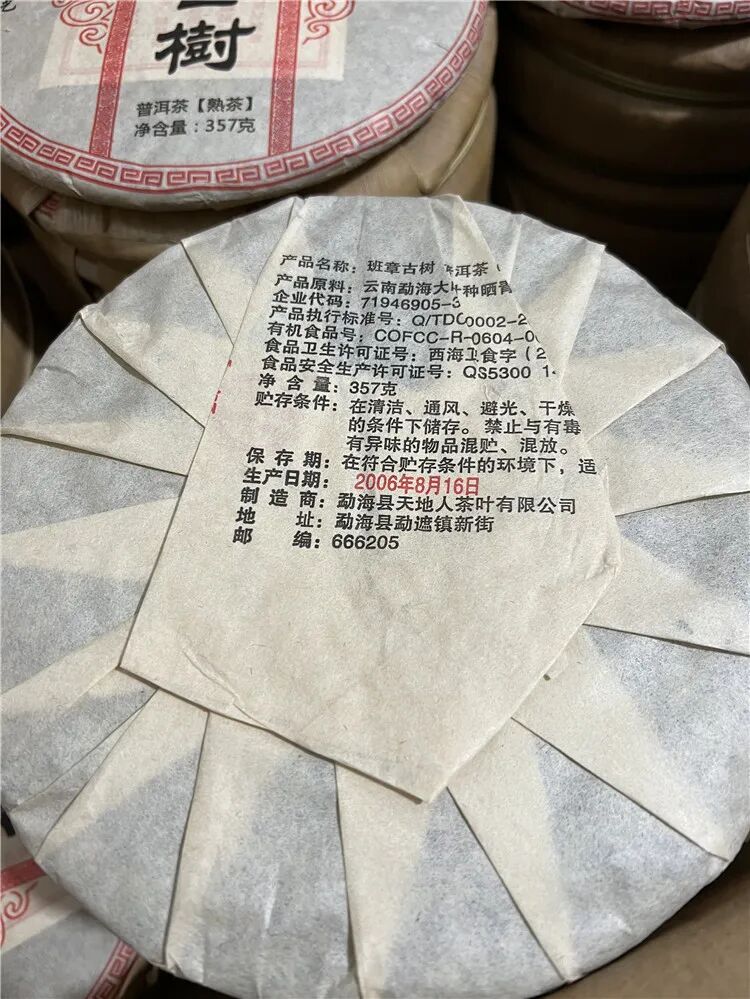 樹
普洱茶【熟茶】
净含量：357克
产品名称：班章古树 洱茶
产品原料：云南勐海大 种晒青
企业代码：71946905-3
产品执行标准号：Q/TDC0002-2
有机食品号：COFCC-R-0604-0
食品卫生许可证号：西海卫食字（2
食品安全生产许可证号：QS5300 14
净 含 量：357克
贮存条件：在清洁、通风、避光、干燥
的条件下储存。禁止与有毒
有异味的物品混贮、混放。
保 存 期：在符合贮存条件的环境下，适
生产日期：2006年8月16日
制 造 商：勐海县天地人茶叶有限公司
地 址：勐海县勐遮镇新街
邮 编：666205